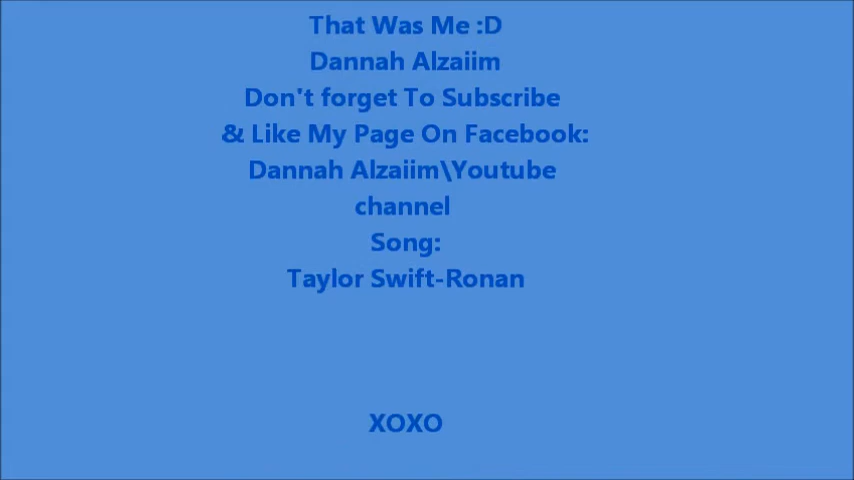 That Was Me :D
Dannah Alzaiim
Don't forget To Subscribe
& Like My Page On Facebook:
Dannah Alzaiim\Youtube
channel
Song:
Taylor Swift-Ronan
XOXO